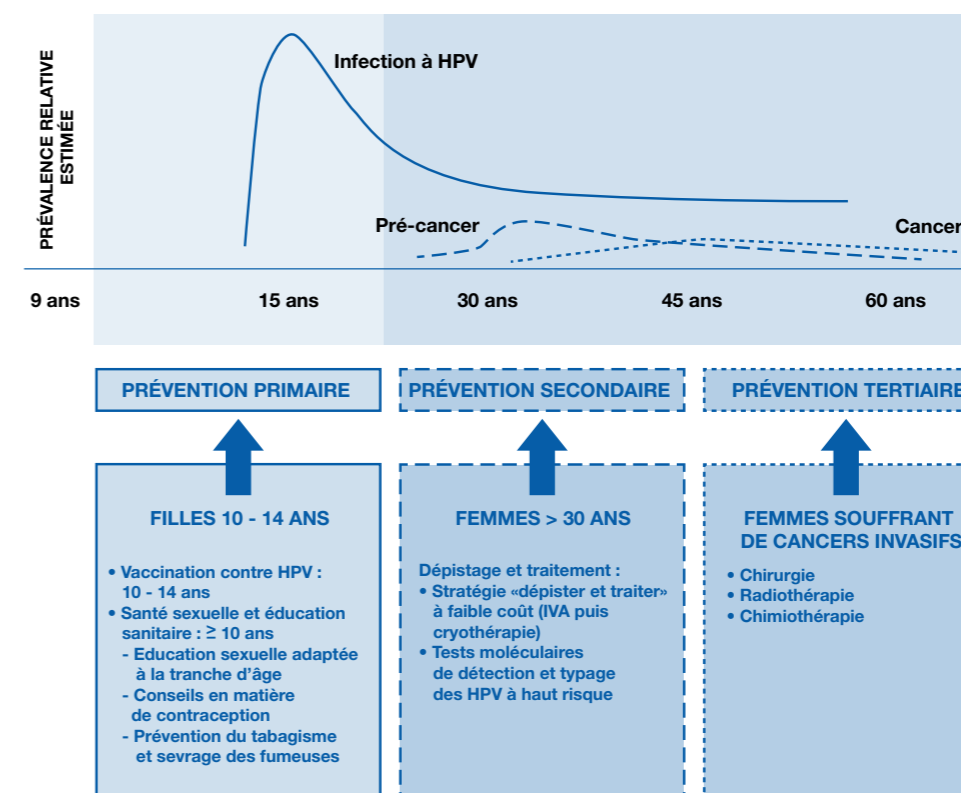 PRÉVALENCE RELATIVE
ESTIMÉE
Infection à HPV
Pré-cancer
Cancer
9 ans
15 ans
30 ans
45 ans
60 ans
PRÉVENTION PRIMAIRE
FILLES 10 - 14 ANS
• Vaccination contre HPV :
10 - 14 ans
• Santé sexuelle et éducation
sanitaire : ≥ 10 ans
- Education sexuelle adaptée
à la tranche d’âge
- Conseils en matière
de contraception
- Prévention du tabagisme
et sevrage des fumeuses
PRÉVENTION SECONDAIRE
FEMMES > 30 ANS
Dépistage et traitement :
• Stratégie «dépister et traiter»
à faible coût (IVA puis
cryothérapie)
• Tests moléculaires
de détection et typage
des HPV à haut risque
PRÉVENTION TERTIAIRE
FEMMES SOUFFRANT
DE CANCERS INVASIFS
• Chirurgie
• Radiothérapie
• Chimiothérapie